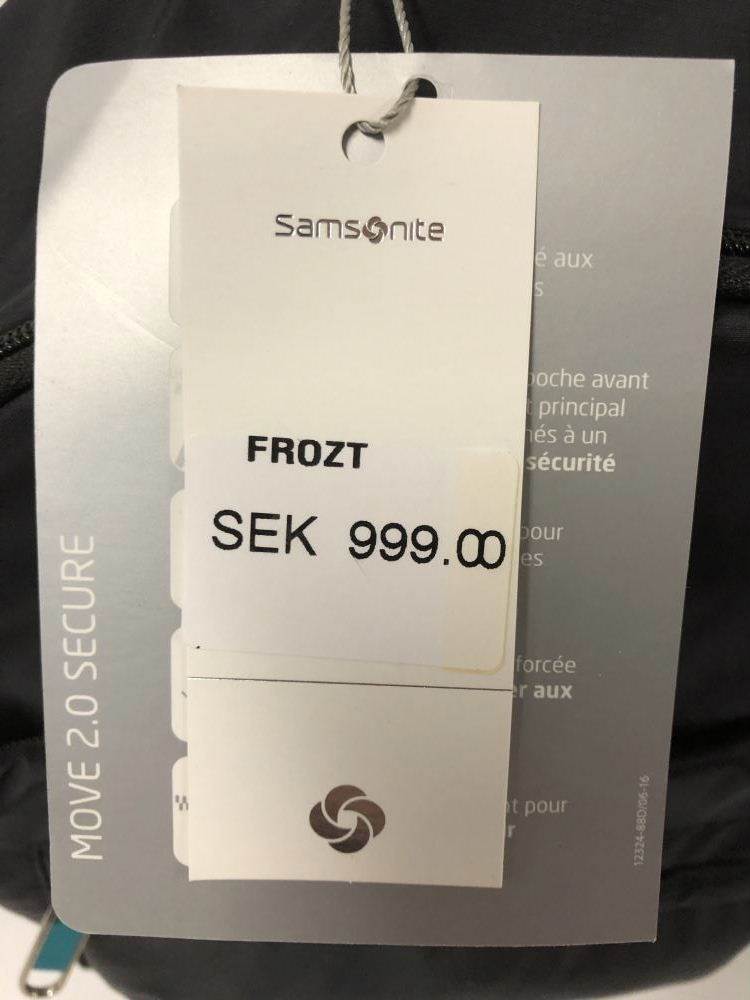 Samsonite
FROZT
SEK 999.00
MOVE 2.0 SECURE
é aux
s
poche avant
principal
nés à un
sécurité
pour
es
forcée
er aux
nt pour
r
12324-88D/06-16